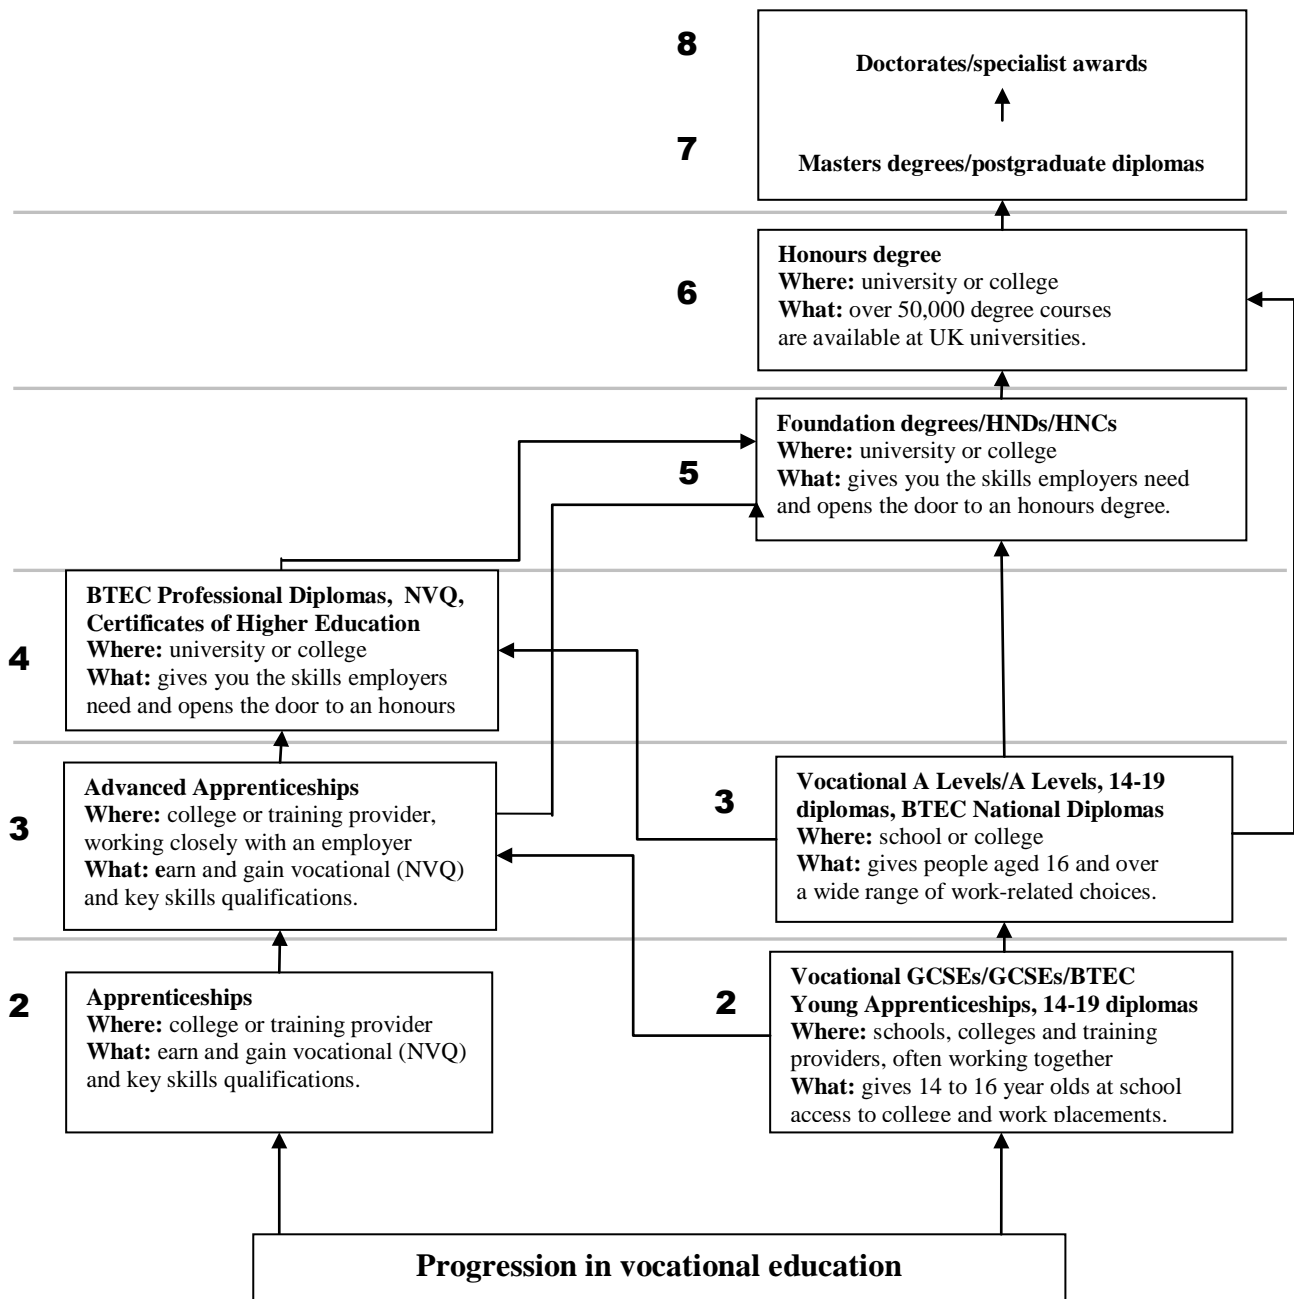 8
Doctorates/specialist awards
7
Masters degrees/postgraduate diplomas
6
Honours degree
Where: university or college
What: over 50,000 degree courses
are available at UK universities.
5
Foundation degrees/HNDs/HNCs
Where: university or college
What: gives you the skills employers need
and opens the door to an honours degree.
4
BTEC Professional Diplomas, NVQ,
Certificates of Higher Education
Where: university or college
What: gives you the skills employers
need and opens the door to an honours
3
Advanced Apprenticeships
Where: college or training provider,
working closely with an employer
What: earn and gain vocational (NVQ)
and key skills qualifications.
3
Vocational A Levels/A Levels, 14-19
diplomas, BTEC National Diplomas
Where: school or college
What: gives people aged 16 and over
a wide range of work-related choices.
2
Apprenticeships
Where: college or training provider
What: earn and gain vocational (NVQ)
and key skills qualifications.
2
Vocational GCSEs/GCSEs/BTEC
Young Apprenticeships, 14-19 diplomas
Where: schools, colleges and training
providers, often working together
What: gives 14 to 16 year olds at school
access to college and work placements.
Progression in vocational education